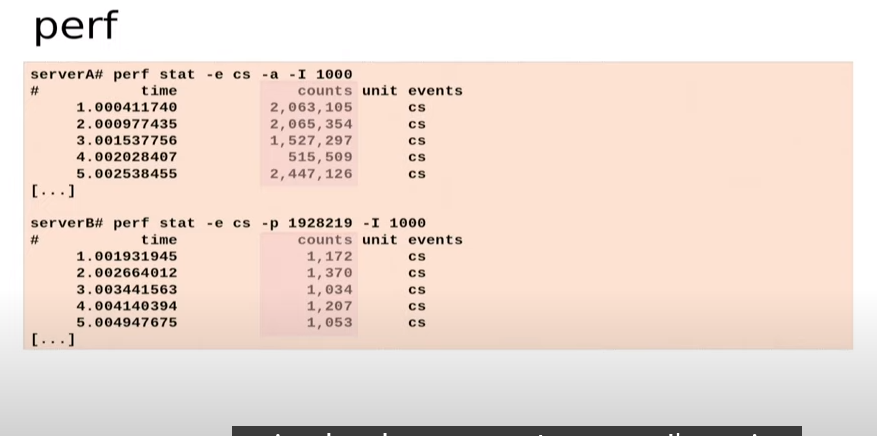 perf
serverA# perf stat -e cs -a -I 1000
# time counts unit events
1.000411740 2,063,105 cs
2.000977435 2,065,354 cs
3.001537756 1,527,297 cs
4.002028407 515,509 cs
5.002538455 2,447,126 cs
[...]
serverB# perf stat -e cs -p 1928219 -I 1000
# time counts unit events
1.001931945 1,172 cs
2.002664012 1,370 cs
3.003441563 1,034 cs
4.004140394 1,207 cs
5.004947675 1,053 cs
[...]